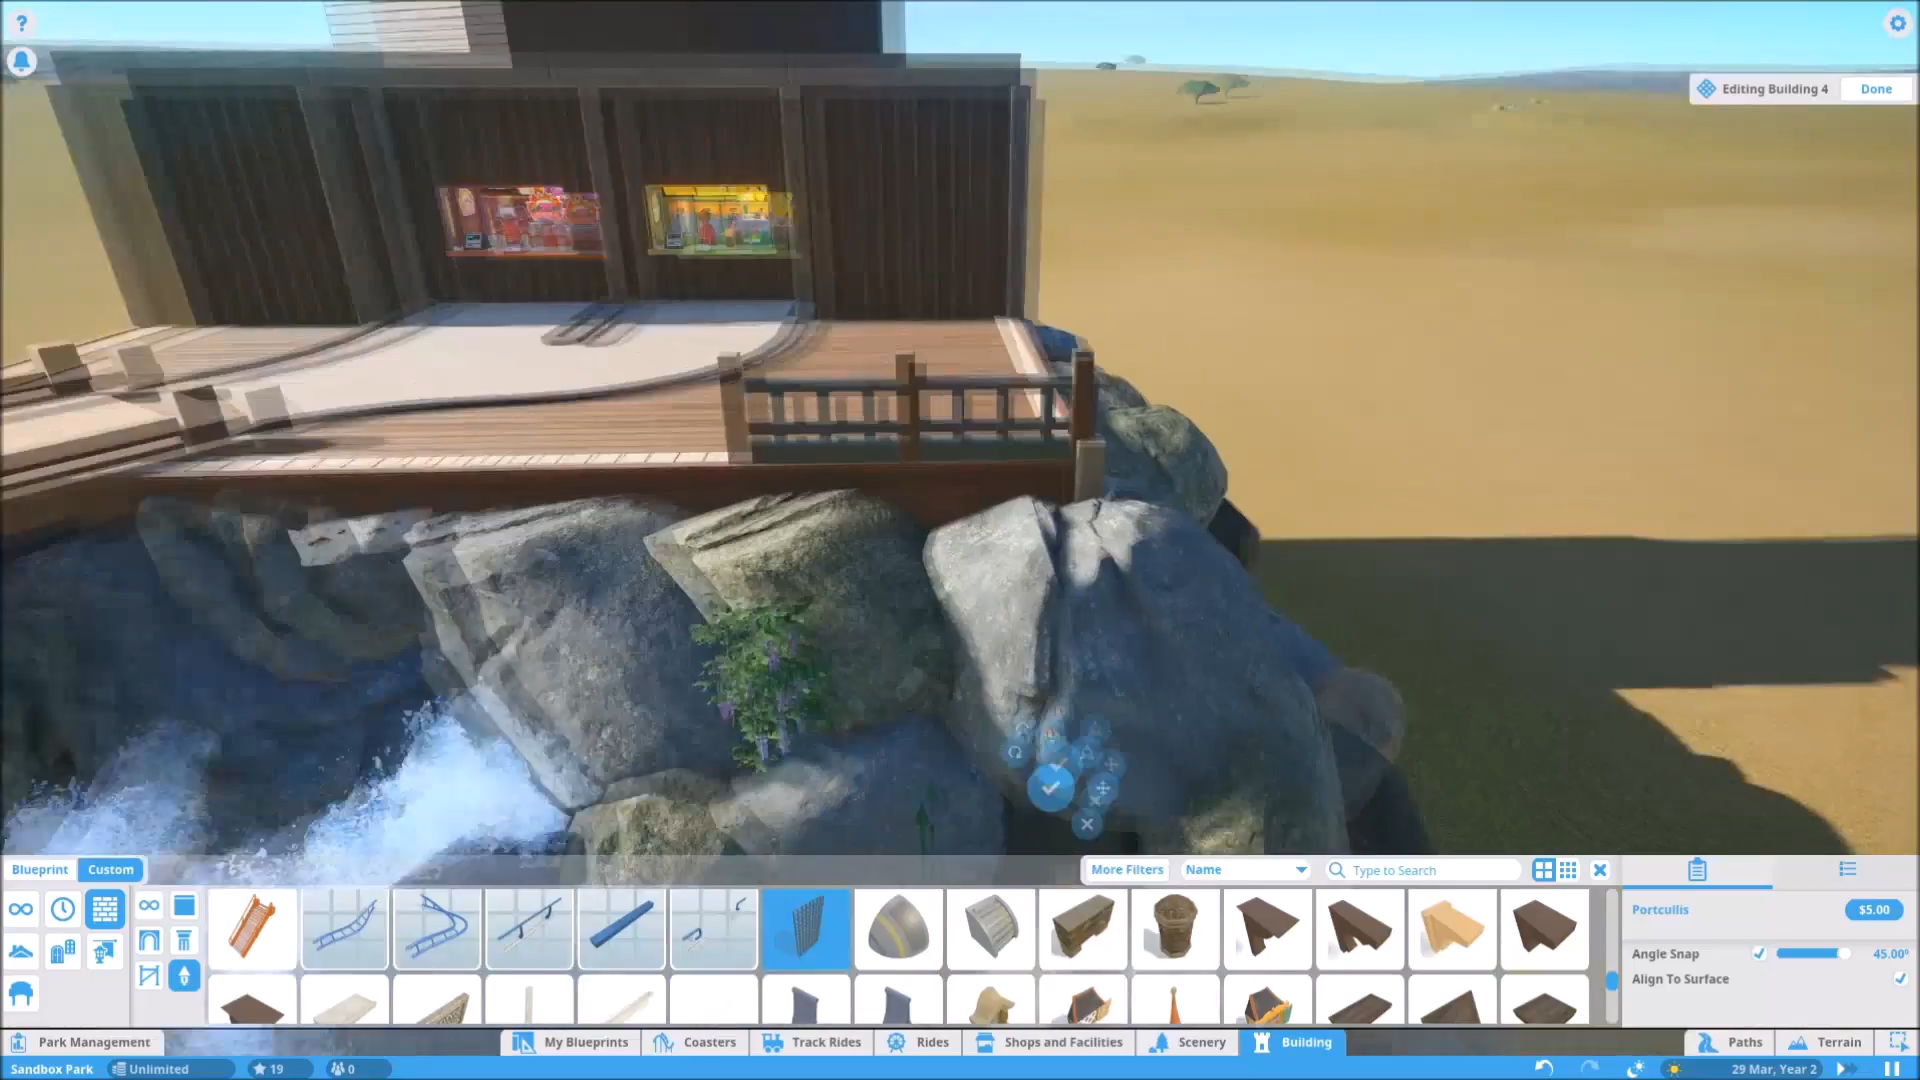 ?
Editing Building 4
Done
Blueprint
Custom
More Filters
Name
Type to Search
Portcullis
$5.00
Angle Snap
45.00°
Align To Surface
Park Management
My Blueprints
Coasters
Track Rides
Rides
Shops and Facilities
Scenery
Building
Paths
Terrain
Sandbox Park
Unlimited
19
0
29 Mar, Year 2